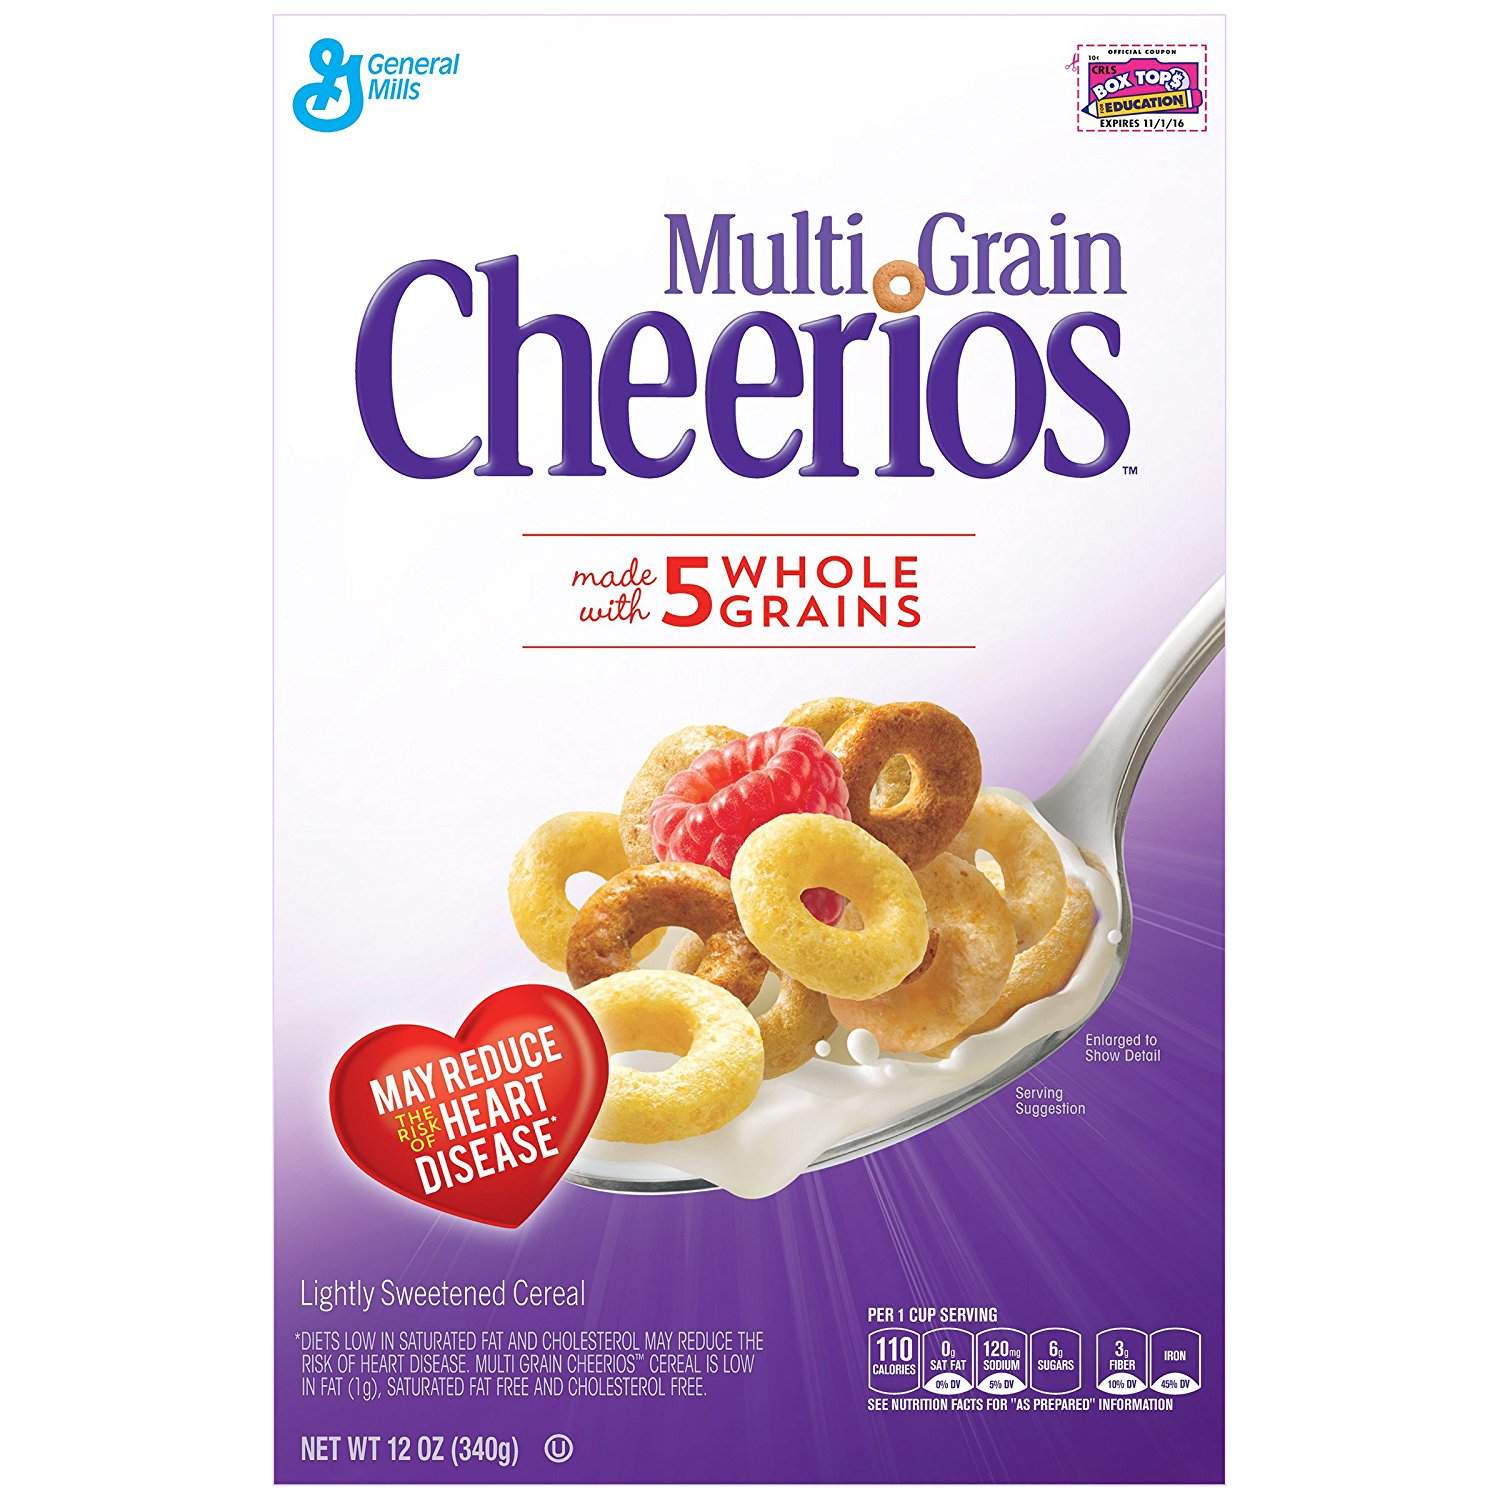 General
Mills
OFFICIAL COUPON
10¢
CRLS
BOX TOPS
FOR EDUCATION
EXPIRES 11/1/16
Multi Grain
Cheerios™
made with 5 WHOLE
GRAINS
Enlarged to
Show Detail
Serving
Suggestion
MAY REDUCE
THE RISK OF HEART
DISEASE*
Lightly Sweetened Cereal
*DIETS LOW IN SATURATED FAT AND CHOLESTEROL MAY REDUCE THE
RISK OF HEART DISEASE. MULTI GRAIN CHEERIOS™ CEREAL IS LOW
IN FAT (1g), SATURATED FAT FREE AND CHOLESTEROL FREE.
PER 1 CUP SERVING
110 CALORIES
0g SAT FAT 0% DV
120mg SODIUM 5% DV
6g SUGARS
3g FIBER 10% DV
IRON 45% DV
SEE NUTRITION FACTS FOR "AS PREPARED" INFORMATION
NET WT 12 OZ (340g) U